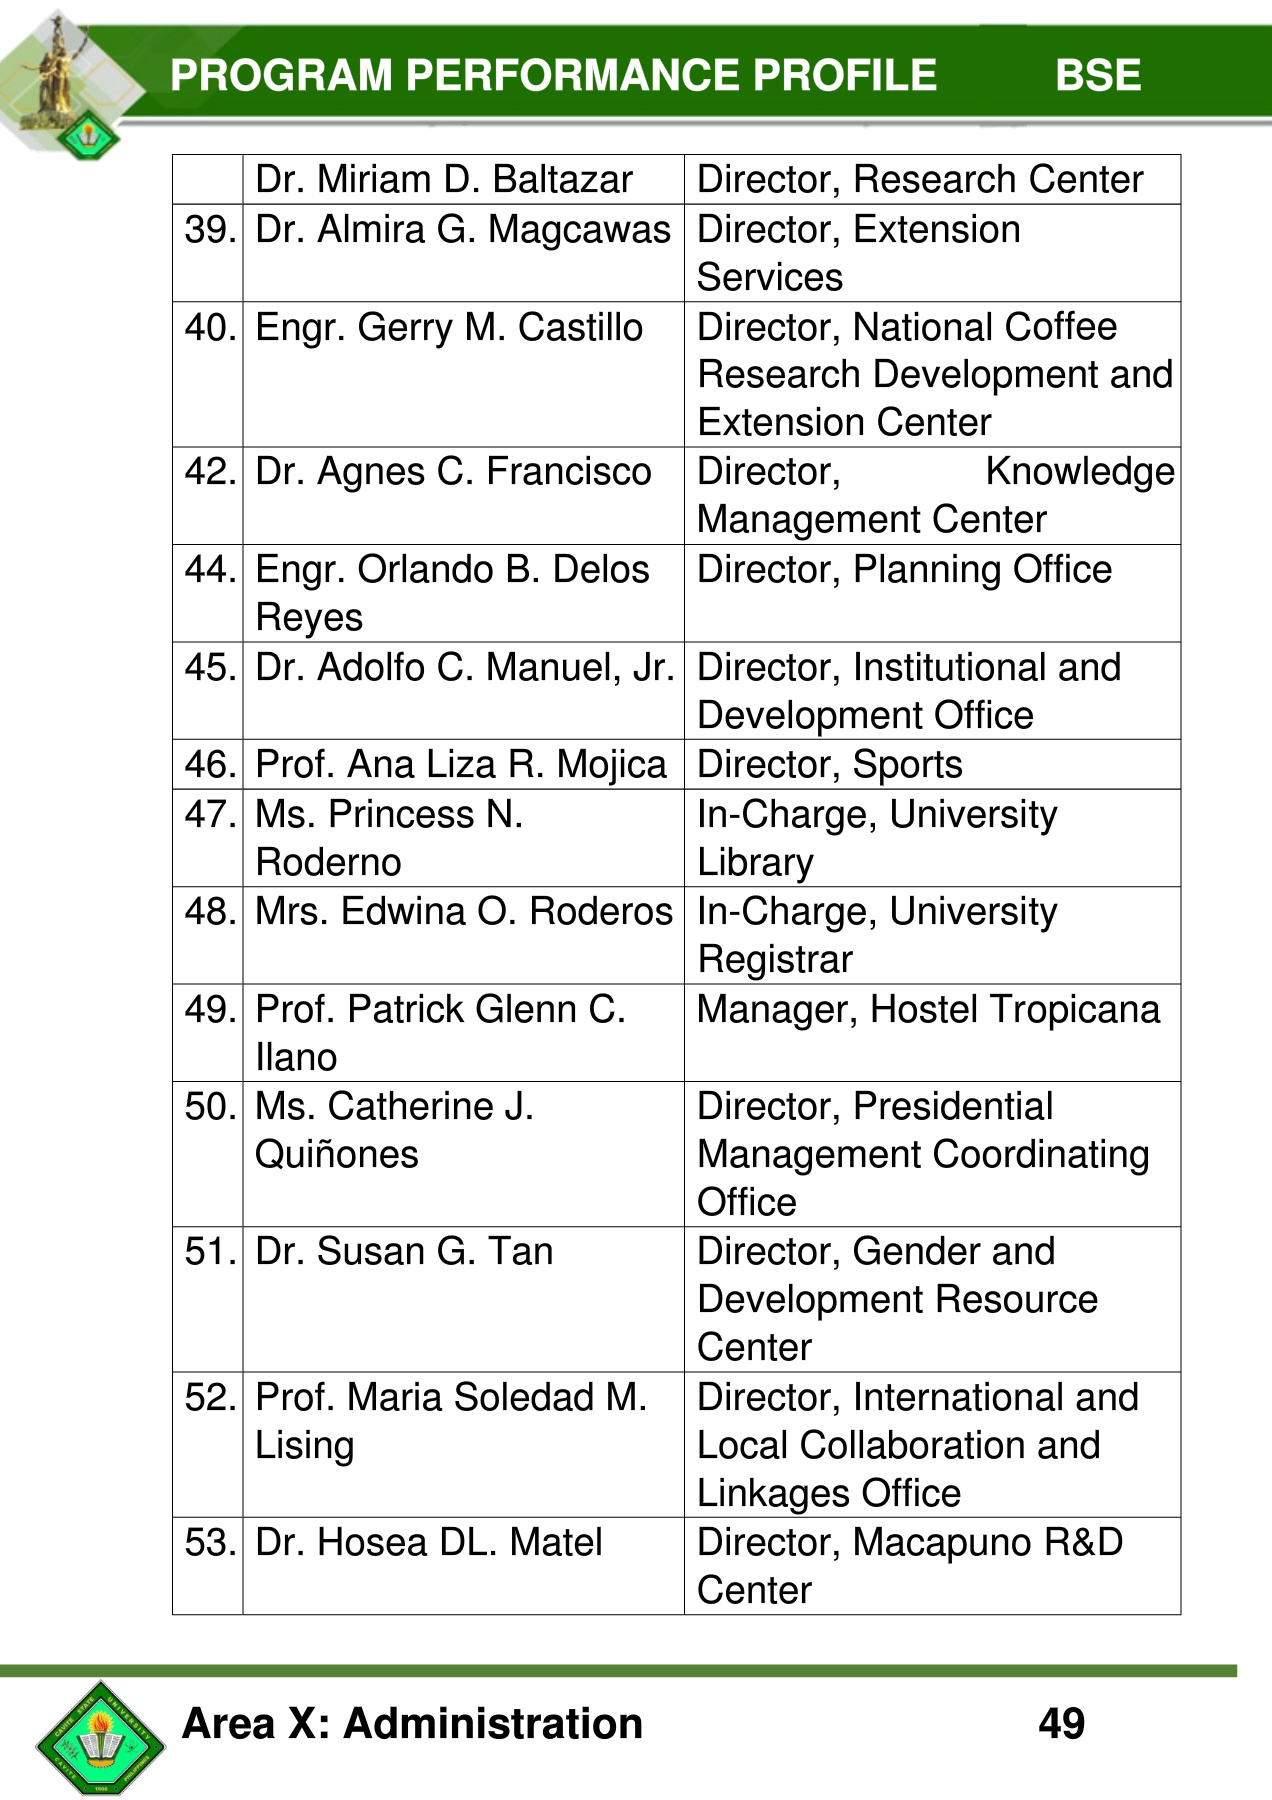 PROGRAM PERFORMANCE PROFILE BSE
Dr. Miriam D. Baltazar Director, Research Center
39. Dr. Almira G. Magcawas Director, Extension
Services
40. Engr. Gerry M. Castillo Director, National Coffee
Research Development and
Extension Center
42. Dr. Agnes C. Francisco Director, Knowledge
Management Center
44. Engr. Orlando B. Delos Director, Planning Office
Reyes
45. Dr. Adolfo C. Manuel, Jr. Director, Institutional and
Development Office
46. Prof. Ana Liza R. Mojica Director, Sports
47. Ms. Princess N. In-Charge, University
Roderno Library
48. Mrs. Edwina O. Roderos In-Charge, University
Registrar
49. Prof. Patrick Glenn C. Manager, Hostel Tropicana
Ilano
50. Ms. Catherine J. Director, Presidential
Quiñones Management Coordinating
Office
51. Dr. Susan G. Tan Director, Gender and
Development Resource
Center
52. Prof. Maria Soledad M. Director, International and
Lising Local Collaboration and
Linkages Office
53. Dr. Hosea DL. Matel Director, Macapuno R&D
Center
CAVITE STATE UNIVERSITY
CAVITE PHILIPPINES
1906
Area X: Administration 49